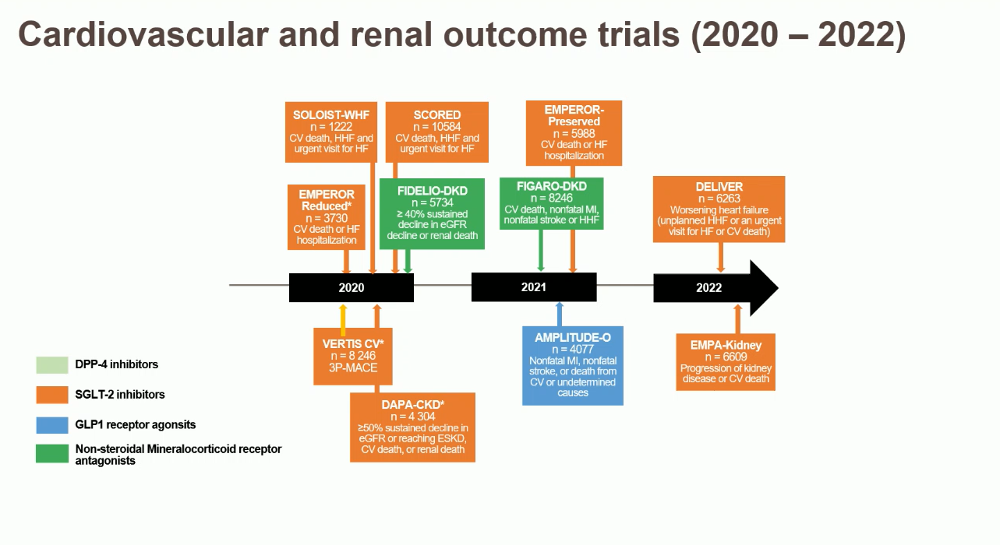 Cardiovascular and renal outcome trials (2020 – 2022)
SOLOIST-WHF
n = 1222
CV death, HHF and
urgent visit for HF
SCORED
n = 10584
CV death, HHF and
urgent visit for HF
EMPEROR-
Preserved
n = 5988
CV death or HF
hospitalization
EMPEROR
Reduced*
n = 3730
CV death or HF
hospitalization
FIDELIO-DKD
n = 5734
≥ 40% sustained
decline in eGFR
decline or renal death
FIGARO-DKD
n = 8246
CV death, nonfatal MI,
nonfatal stroke or HHF
DELIVER
n = 6263
Worsening heart failure
(unplanned HHF or an urgent
visit for HF or CV death)
2020
2021
2022
VERTIS CV*
n = 8 246
3P-MACE
DAPA-CKD*
n = 4 304
≥50% sustained decline in
eGFR or reaching ESKD,
CV death, or renal death
AMPLITUDE-O
n = 4077
Nonfatal MI, nonfatal
stroke, or death from
CV or undetermined
causes
EMPA-Kidney
n = 6609
Progression of kidney
disease or CV death
DPP-4 inhibitors
SGLT-2 inhibitors
GLP1 receptor agonsits
Non-steroidal Mineralocorticoid receptor
antagonists